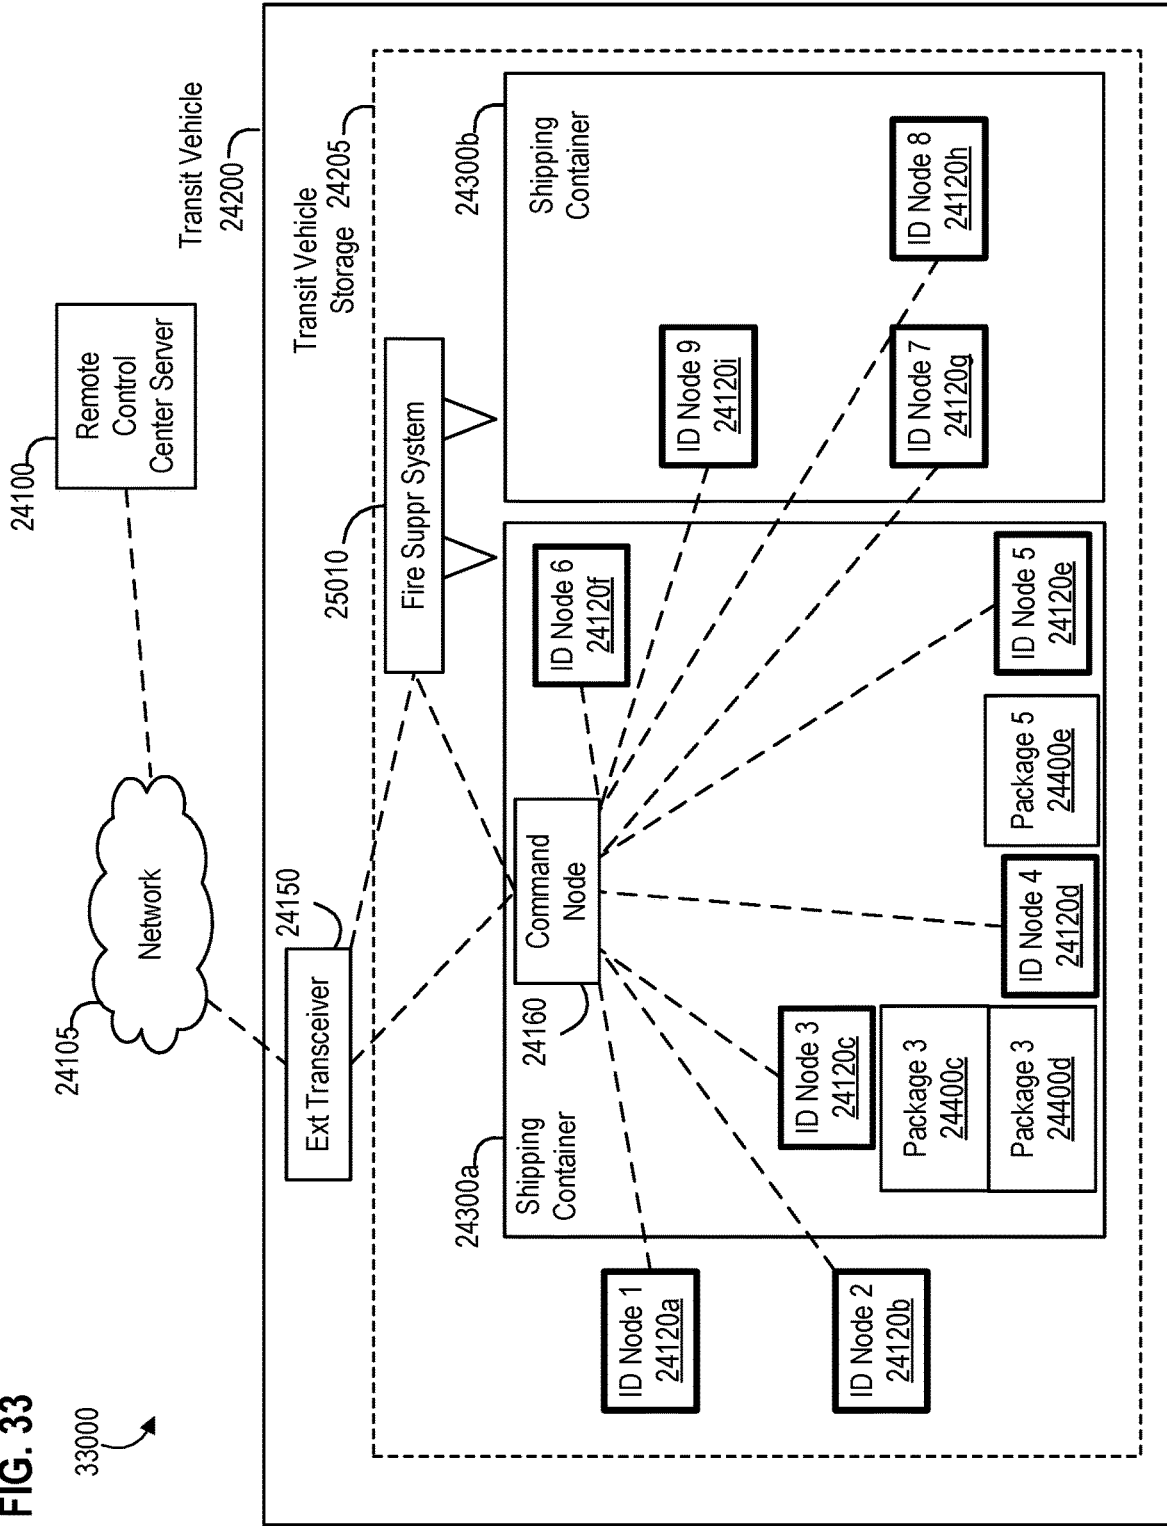 FIG. 33
33000
24100
Remote
Control
Center Server
24105
Network
Transit Vehicle
24200
24150
Ext Transceiver
Transit Vehicle
Storage 24205
25010
Fire Suppr System
24300a
Shipping
Container
24160
Command
Node
24300b
Shipping
Container
ID Node 1
24120a
ID Node 2
24120b
ID Node 3
24120c
Package 3
24400c
Package 3
24400d
ID Node 4
24120d
Package 5
24400e
ID Node 5
24120e
ID Node 6
24120f
ID Node 9
24120i
ID Node 7
24120g
ID Node 8
24120h